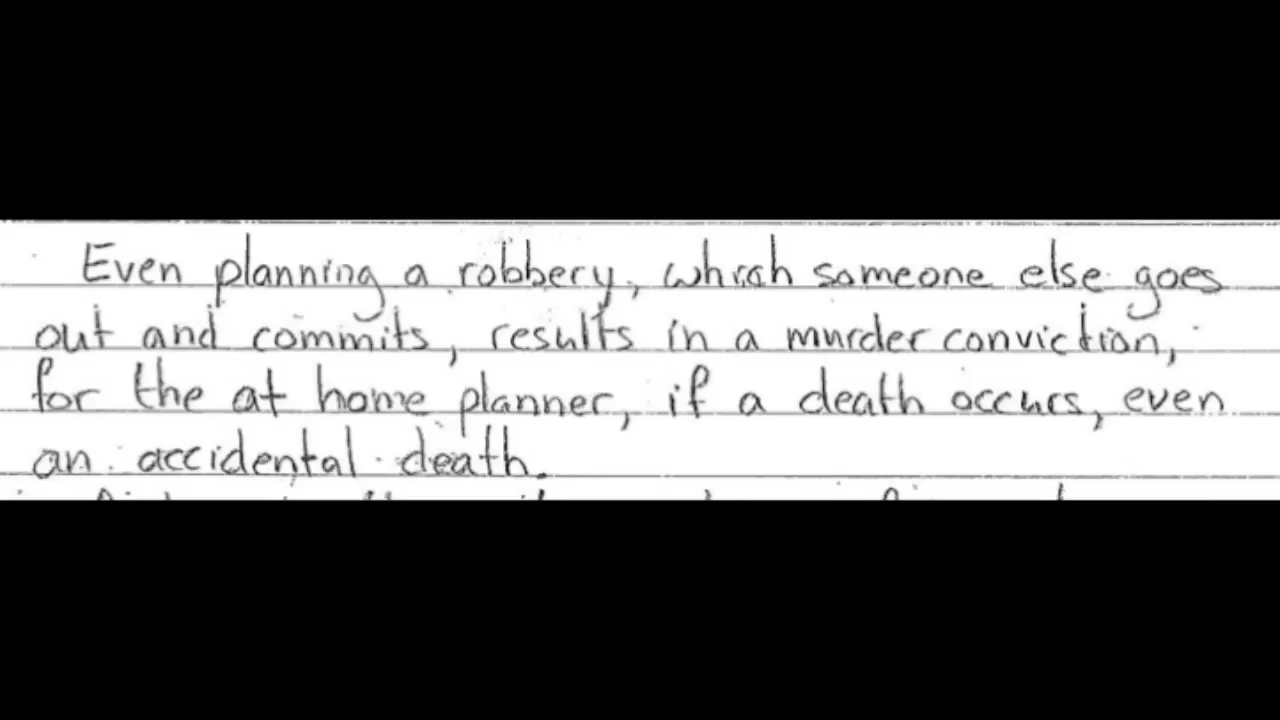 Even planning a robbery, which someone else goes
out and commits, results in a murder conviction,
for the at home planner, if a death occurs, even
an accidental death.